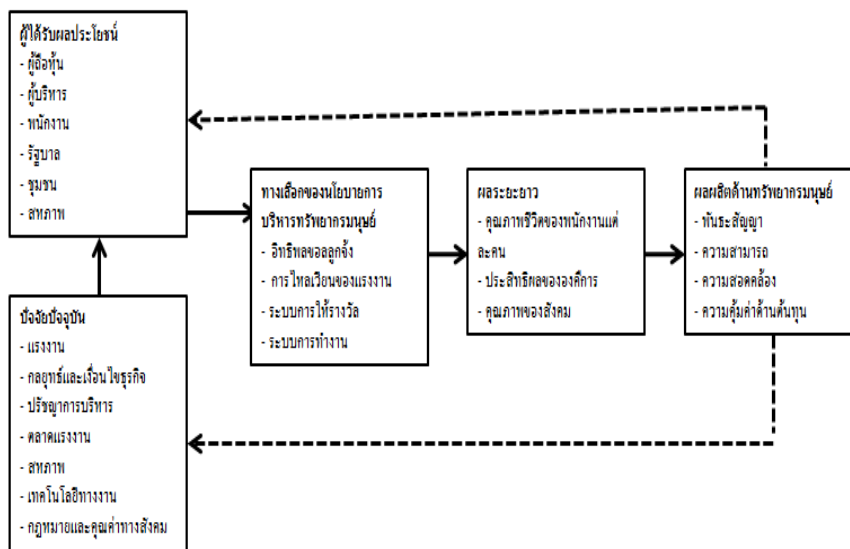 ผู้ได้รับผลประโยชน์
- ผู้ถือหุ้น
- ผู้บริหาร
- พนักงาน
- รัฐบาล
- ชุมชน
- สหภาพ
ปัจจัยปัจจุบัน
- แรงงาน
- กลยุทธ์และเงื่อนไขธุรกิจ
- ปรัชญาการบริหาร
- ตลาดแรงงาน
- สหภาพ
- เทคโนโลยีทางงาน
- กฎหมายและคุณค่าทางสังคม
ทางเลือกของนโยบายการ
บริหารทรัพยากรมนุษย์
- อิทธิพลขอลลูกจ้ง
- การไหลเวียนของแรงงาน
- ระบบการให้รางวัล
- ระบบการทำงาน
ผลระยะยาว
- คุณภาพชีวิตของพนักงานแต่
ละคน
- ประสิทธิผลขององค์การ
- คุณภาพของสังคม
ผลผลิตด้านทรัพยากรมนุษย์
- พันธะสัญญา
- ความสามารถ
- ความสอดคล้อง
- ความคุ้มค่าด้านต้นทุน